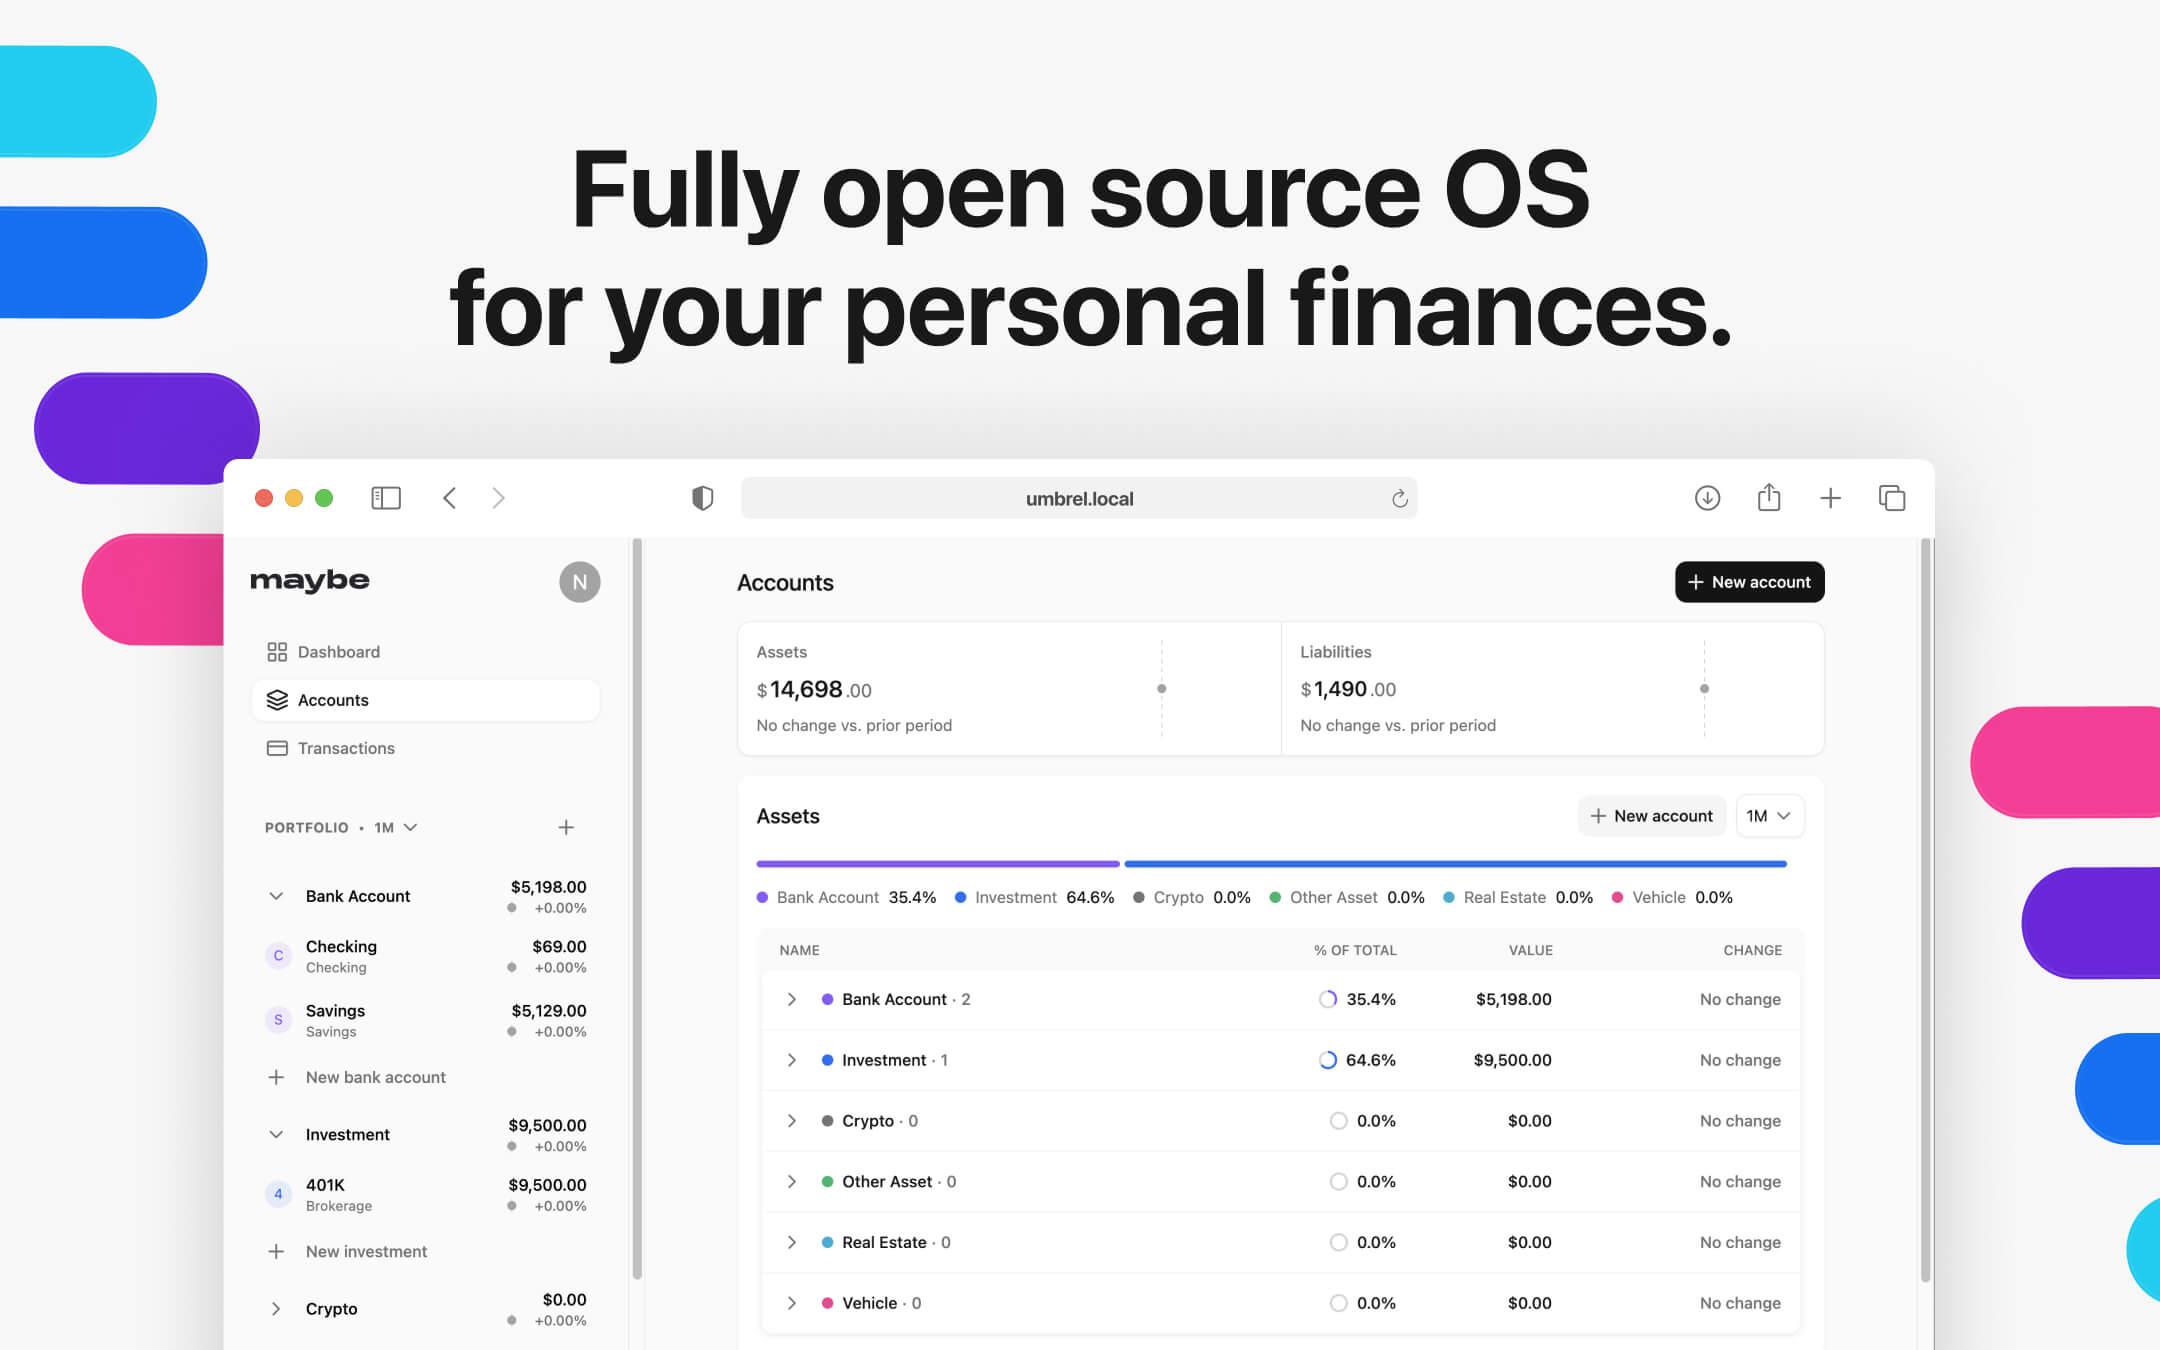 Fully open source OS
for your personal finances.
umbrel.local
maybe
N
Dashboard
Accounts
Transactions
PORTFOLIO • 1M
Bank Account $5,198.00
+0.00%
C Checking $69.00
Checking +0.00%
S Savings $5,129.00
Savings +0.00%
New bank account
Investment $9,500.00
+0.00%
4 401K $9,500.00
Brokerage +0.00%
New investment
Crypto $0.00
+0.00%
Accounts
New account
Assets
$14,698.00
No change vs. prior period
Liabilities
$1,490.00
No change vs. prior period
Assets
New account
1M
Bank Account 35.4% Investment 64.6% Crypto 0.0% Other Asset 0.0% Real Estate 0.0% Vehicle 0.0%
NAME % OF TOTAL VALUE CHANGE
Bank Account · 2 35.4% $5,198.00 No change
Investment · 1 64.6% $9,500.00 No change
Crypto · 0 0.0% $0.00 No change
Other Asset · 0 0.0% $0.00 No change
Real Estate · 0 0.0% $0.00 No change
Vehicle · 0 0.0% $0.00 No change